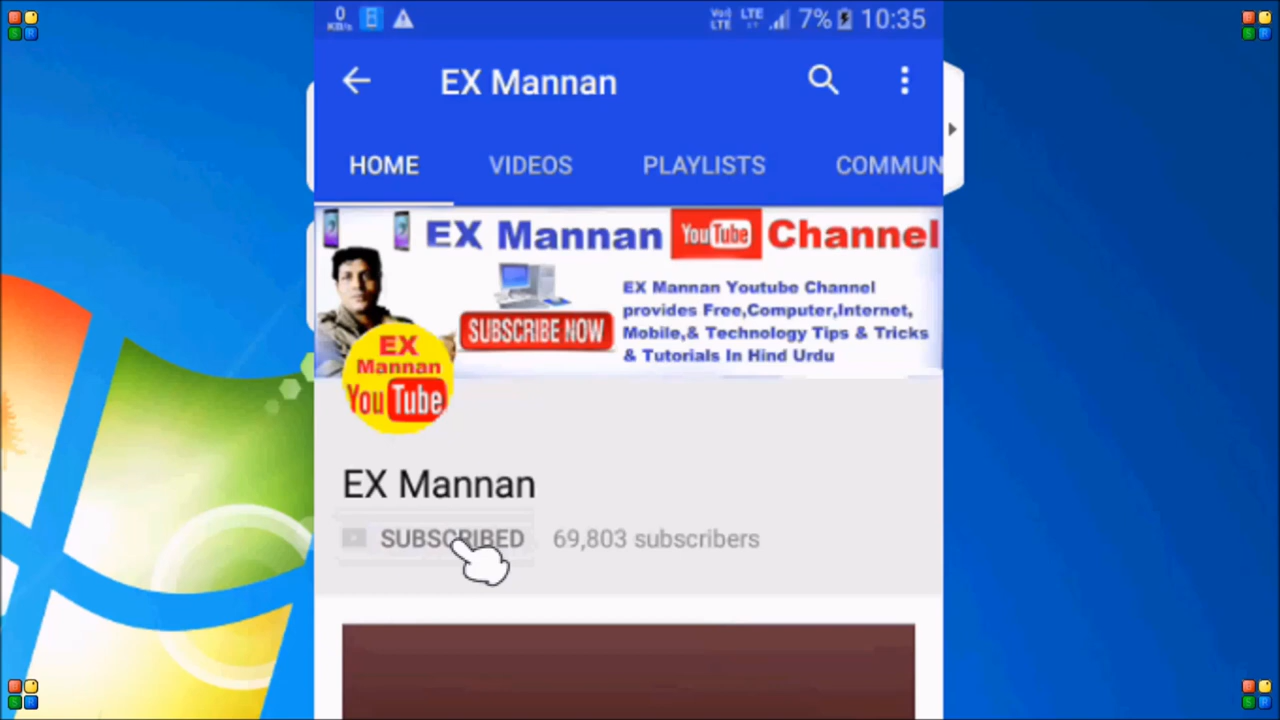 0
KB/s
VoI)
LTE
LTE
7%
10:35
EX Mannan
HOME
VIDEOS
PLAYLISTS
COMMUN
EX Mannan YouTube Channel
EX Mannan Youtube Channel
provides Free,Computer,Internet,
Mobile,& Technology Tips & Tricks
& Tutorials In Hind Urdu
SUBSCRIBE NOW
EX
Mannan
YouTube
EX Mannan
SUBSCRIBED
69,803 subscribers
S R
S R
S R
S R